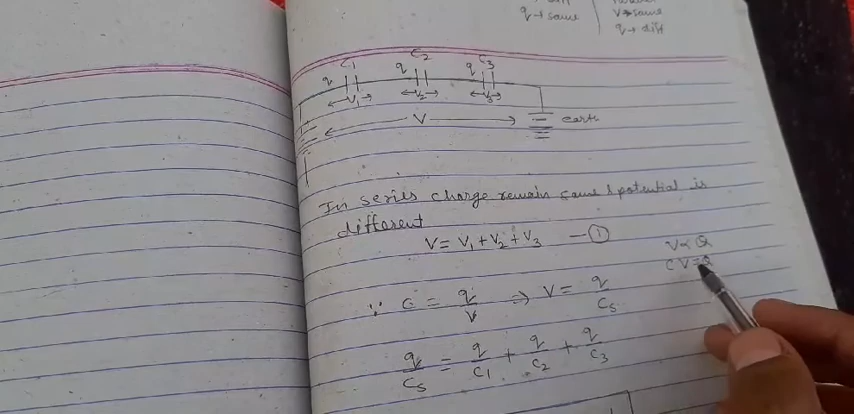 q → same
V → same
q → diff
C1 C2 C3
q q q
V1 V2 V3
V earth
In series charge remain same & potential is
different
V = V1 + V2 + V3 — ①
V ∝ Q
CV = Q
∵ C = q/V ⇒ V = q/Cs
q/Cs = q/C1 + q/C2 + q/C3